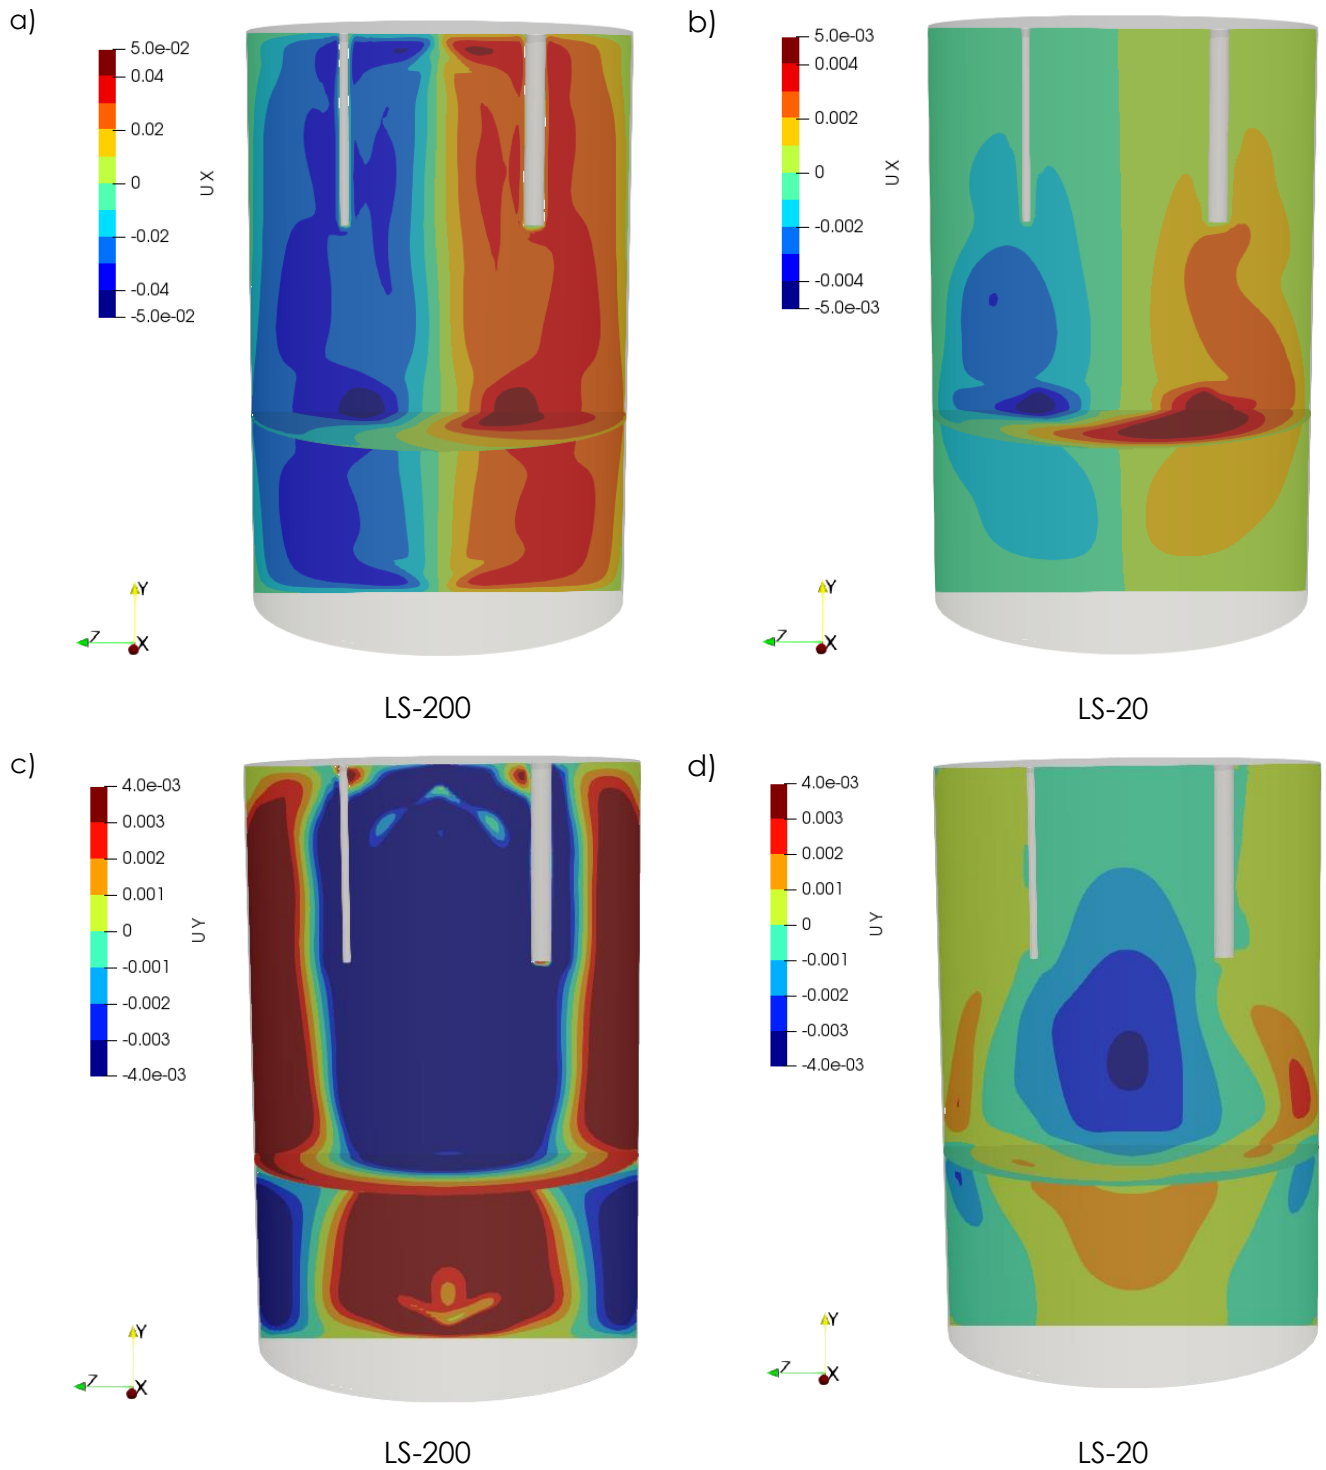 a)
5.0e-02
0.04
0.02
0
-0.02
-0.04
-5.0e-02
U X
Y
Z
X
LS-200
b)
5.0e-03
0.004
0.002
0
-0.002
-0.004
-5.0e-03
U X
Y
Z
X
LS-20
c)
4.0e-03
0.003
0.002
0.001
0
-0.001
-0.002
-0.003
-4.0e-03
U Y
Y
Z
X
LS-200
d)
4.0e-03
0.003
0.002
0.001
0
-0.001
-0.002
-0.003
-4.0e-03
U Y
Y
Z
X
LS-20